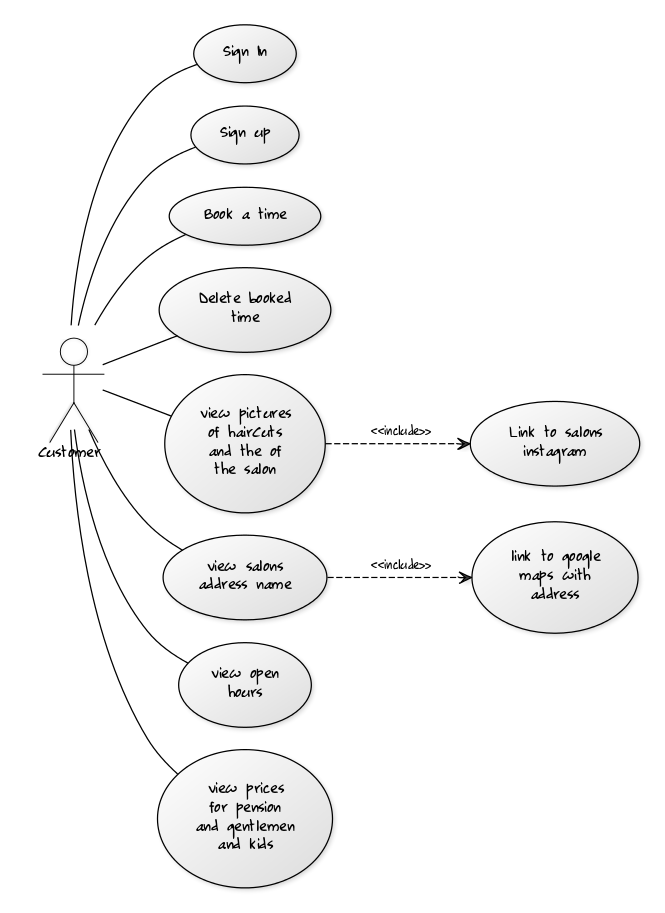 Sign In
Sign up
Book a time
Delete booked
time
view pictures
of hairCuts
and the of
the salon
<<include>>
Link to salons
instagram
Customer
view salons
address name
<<include>>
link to google
maps with
address
view open
hours
view prices
for pension
and gentlemen
and kids